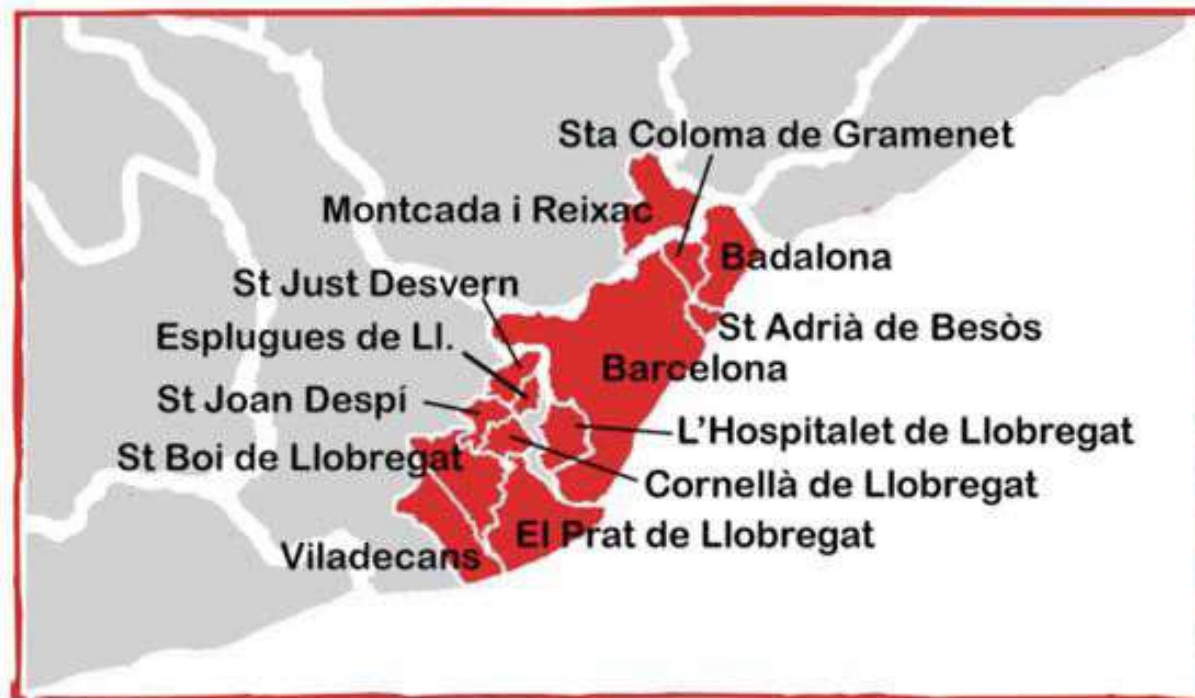 Sta Coloma de Gramenet
Montcada i Reixac
Badalona
St Just Desvern
St Adrià de Besòs
Esplugues de Ll.
Barcelona
St Joan Despí
L'Hospitalet de Llobregat
St Boi de Llobregat
Cornellà de Llobregat
El Prat de Llobregat
Viladecans